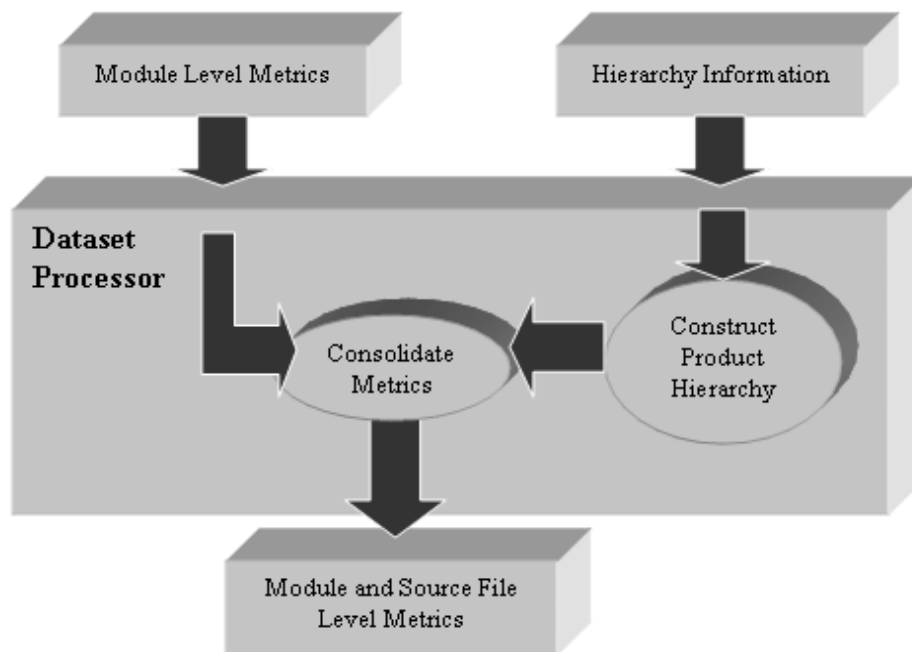 Module Level Metrics
Hierarchy Information
Dataset
Processor
Consolidate
Metrics
Construct
Product
Hierarchy
Module and Source File
Level Metrics